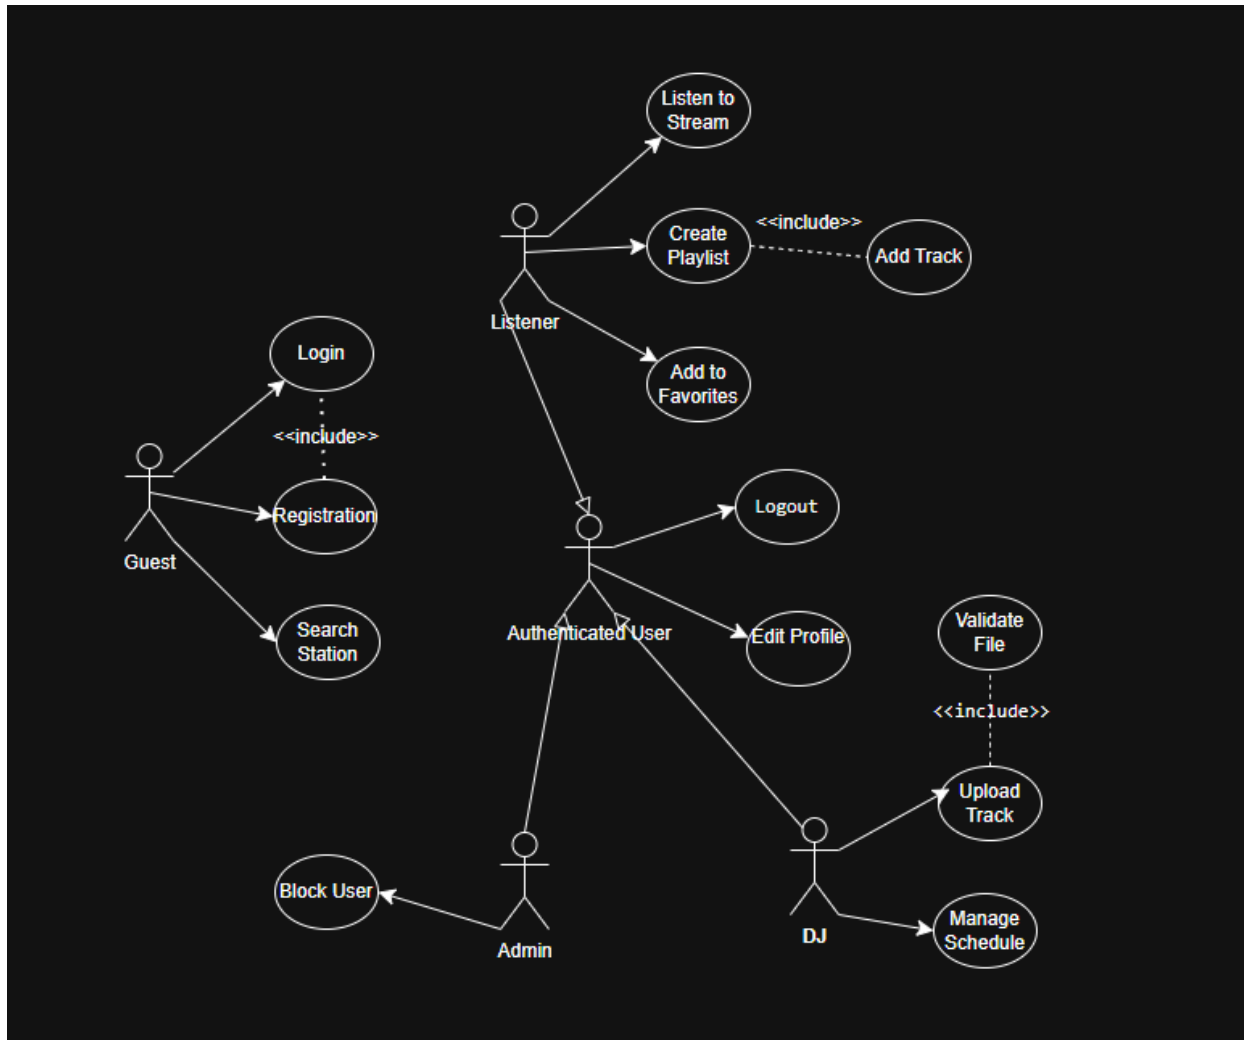 Listen to
Stream
<<include>>
Create
Playlist
Add Track
Listener
Login
Add to
Favorites
<<include>>
Registration
Logout
Guest
Search
Station
Authenticated User
Edit Profile
Validate
File
<<include>>
Upload
Track
Block User
Manage
Schedule
DJ
Admin